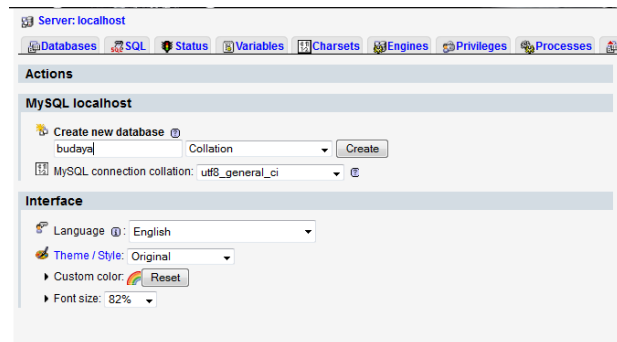 Server: localhost
Databases SQL Status Variables Charsets Engines Privileges Processes
Actions
MySQL localhost
Create new database
budaya Collation Create
MySQL connection collation: utf8_general_ci
Interface
Language : English
Theme / Style: Original
Custom color: Reset
Font size: 82%